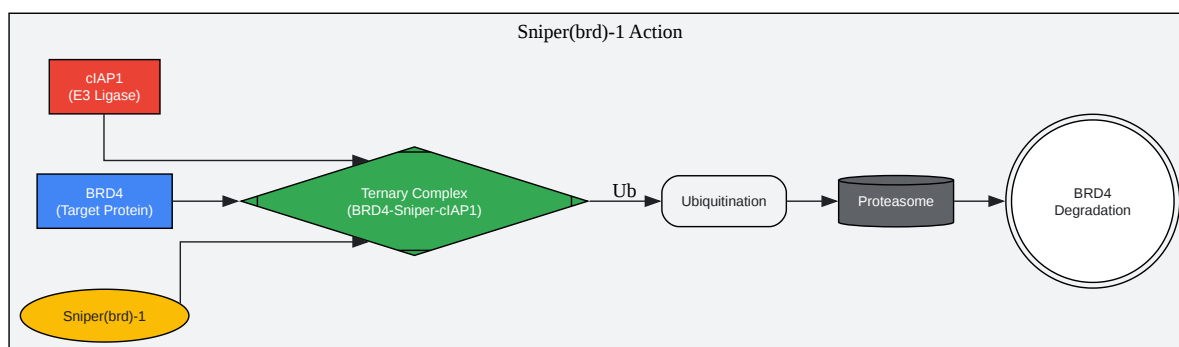 Sniper(brd)-1 Action
cIAP1
(E3 Ligase)
BRD4
(Target Protein)
Sniper(brd)-1
Ternary Complex
(BRD4-Sniper-cIAP1)
Ub
Ubiquitination
Proteasome
BRD4
Degradation